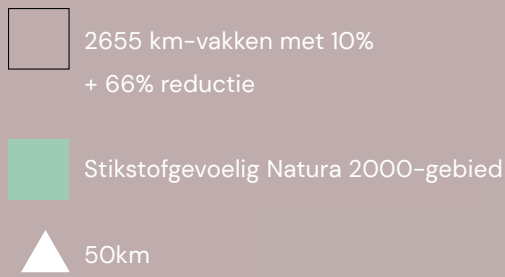 2655 km-vakken met 10%
+ 66% reductie
Stikstofgevoelig Natura 2000-gebied
50km